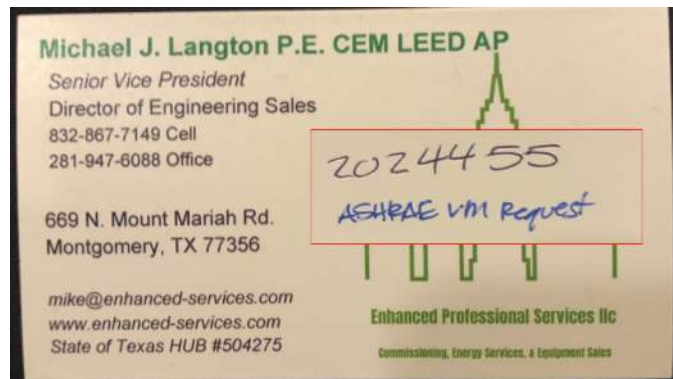 Michael J. Langton P.E. CEM LEED AP
Senior Vice President
Director of Engineering Sales
832-867-7149 Cell
281-947-6088 Office
2024455
ASHRAE VM Request
669 N. Mount Mariah Rd.
Montgomery, TX 77356
mike@enhanced-services.com
www.enhanced-services.com
State of Texas HUB #504275
Enhanced Professional Services llc
Commissioning, Energy Services, & Equipment Sales